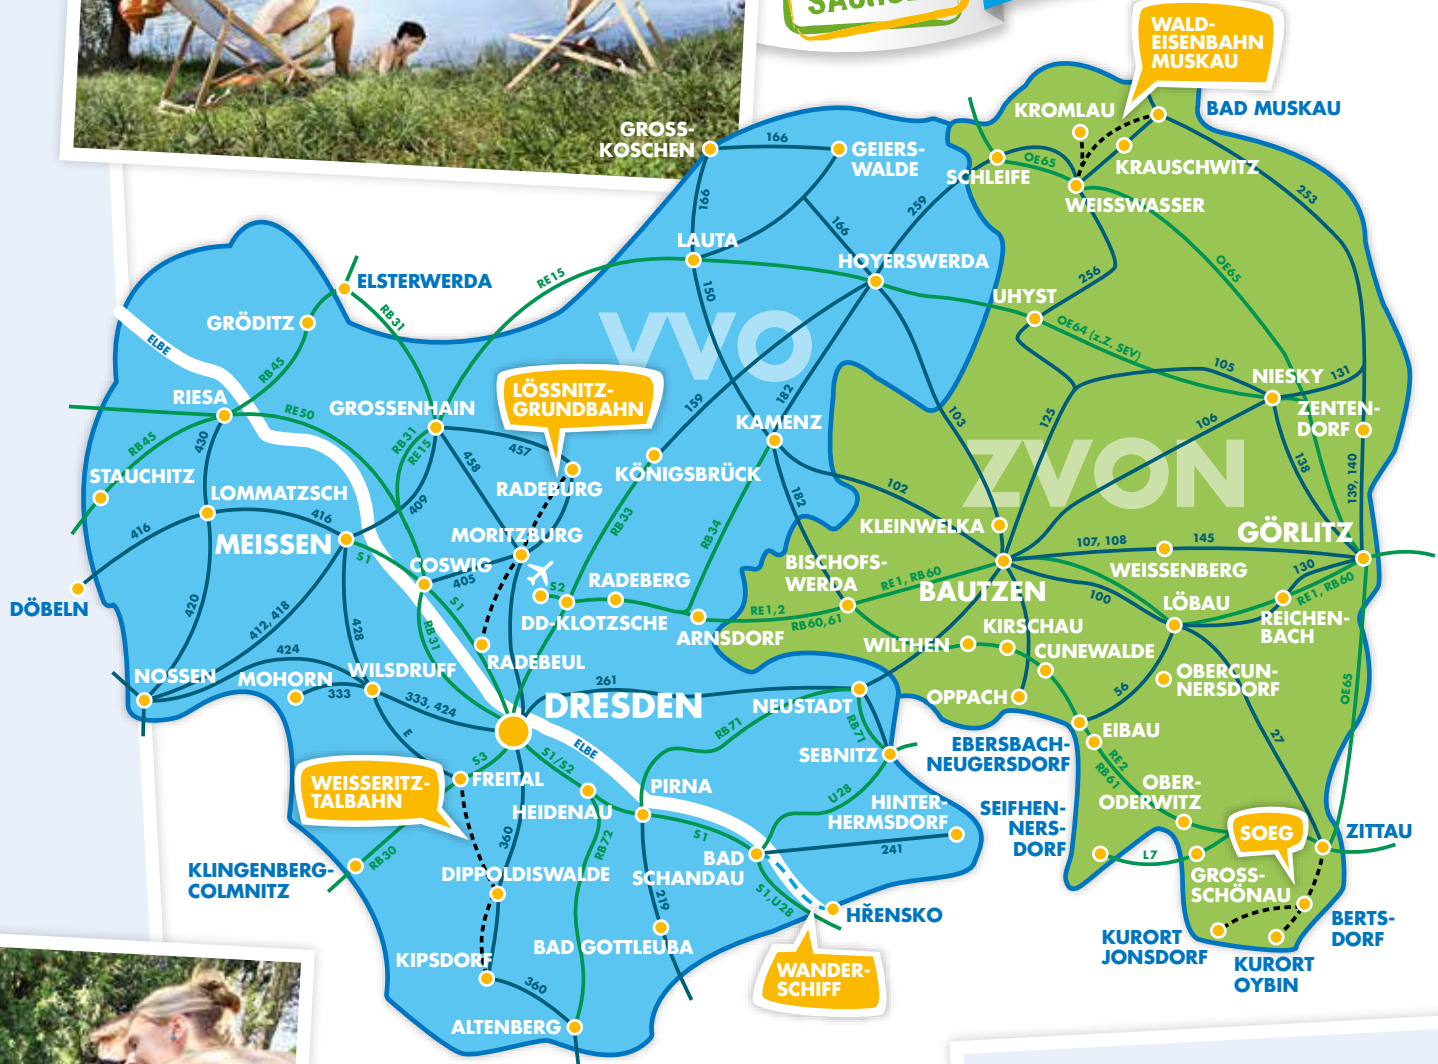 WALD-
EISENBAHN
MUSKAU
KROMLAU
BAD MUSKAU
GROSS-
KOSCHEN
166
GEIERS-
WALDE
SCHLEIFE
OE65
KRAUSCHWITZ
WEISSWASSER
253
166
259
166
LAUTA
HOYERSWERDA
256
OE65
ELSTERWERDA
RE15
150
UHYST
GRÖDITZ
RB31
VVO
OE64 (z.Z. SEV)
ELBE
RB45
LÖSSNITZ-
GRUNDBAHN
105
131
NIESKY
RIESA
RE50
GROSSENHAIN
159
182
103
125
106
ZENTEN-
DORF
KAMENZ
RB45
430
RB31
RE15
457
458
ZVON
138
139, 140
STAUCHITZ
RADEBURG
KÖNIGSBRÜCK
LOMMATZSCH
409
182
102
416
416
RB33
RB34
KLEINWELKA
GÖRLITZ
MEISSEN
MORITZBURG
107, 108
145
S1
COSWIG
405
BISCHOFS-
WERDA
RE1, RB60
WEISSENBERG
130
S2
RADEBERG
BAUTZEN
100
RE1, RB60
DÖBELN
420
412, 418
428
S1
RB31
DD-KLOTZSCHE
ARNSDORF
RE1,2
RB60,61
LÖBAU
REICHEN-
BACH
KIRSCHAU
WILTHEN
CUNEWALDE
424
RADEBEUL
NOSSEN
MOHORN
333
WILSDRUFF
261
OBERCUN-
NERSDORF
56
OE65
333, 424
DRESDEN
NEUSTADT
OPPACH
RB71
RB71
E
S3
S1/S2
ELBE
EIBAU
27
EBERSBACH-
NEUGERSDORF
SEBNITZ
RE2
RB61
WEISSERITZ-
TALBAHN
FREITAL
PIRNA
OBER-
ODERWITZ
HEIDENAU
U28
HINTER-
HERMSDORF
SEIFHEN-
NERS-
DORF
SOEG
ZITTAU
S1
241
360
RB72
RB30
L7
KLINGENBERG-
COLMNITZ
DIPPOLDISWALDE
BAD
SCHANDAU
GROSS-
SCHÖNAU
219
S1,U28
HŘENSKO
BERTS-
DORF
KURORT
JONSDORF
BAD GOTTLEUBA
KIPSDORF
WANDER-
SCHIFF
KURORT
OYBIN
360
ALTENBERG